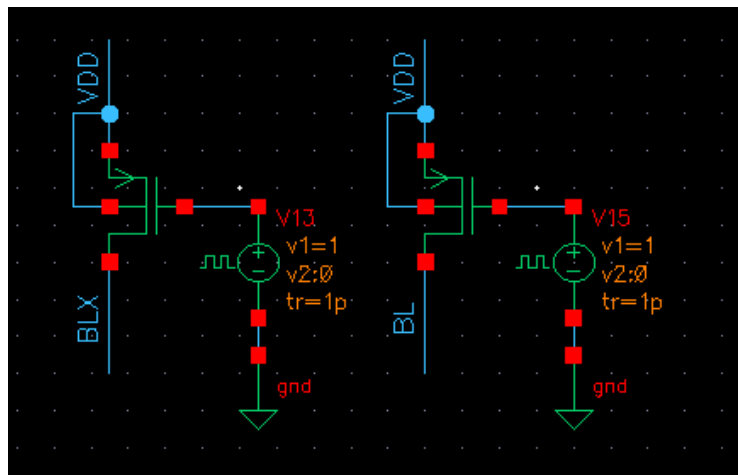 VDD
V13
v1=1
v2:0
tr=1p
BLX
gnd
VDD
V15
v1=1
v2:0
tr=1p
BL
gnd